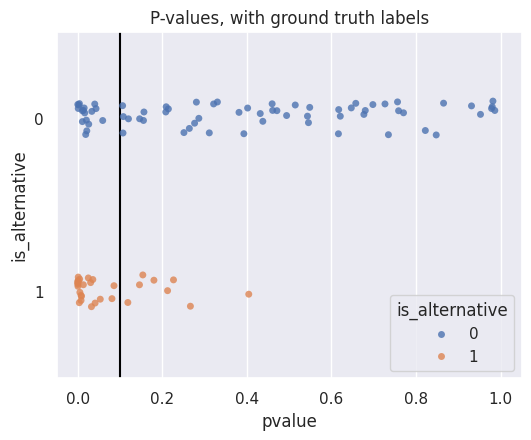 P-values, with ground truth labels
is_alternative
0
1
is_alternative
0
1
0.0 0.2 0.4 0.6 0.8 1.0
pvalue